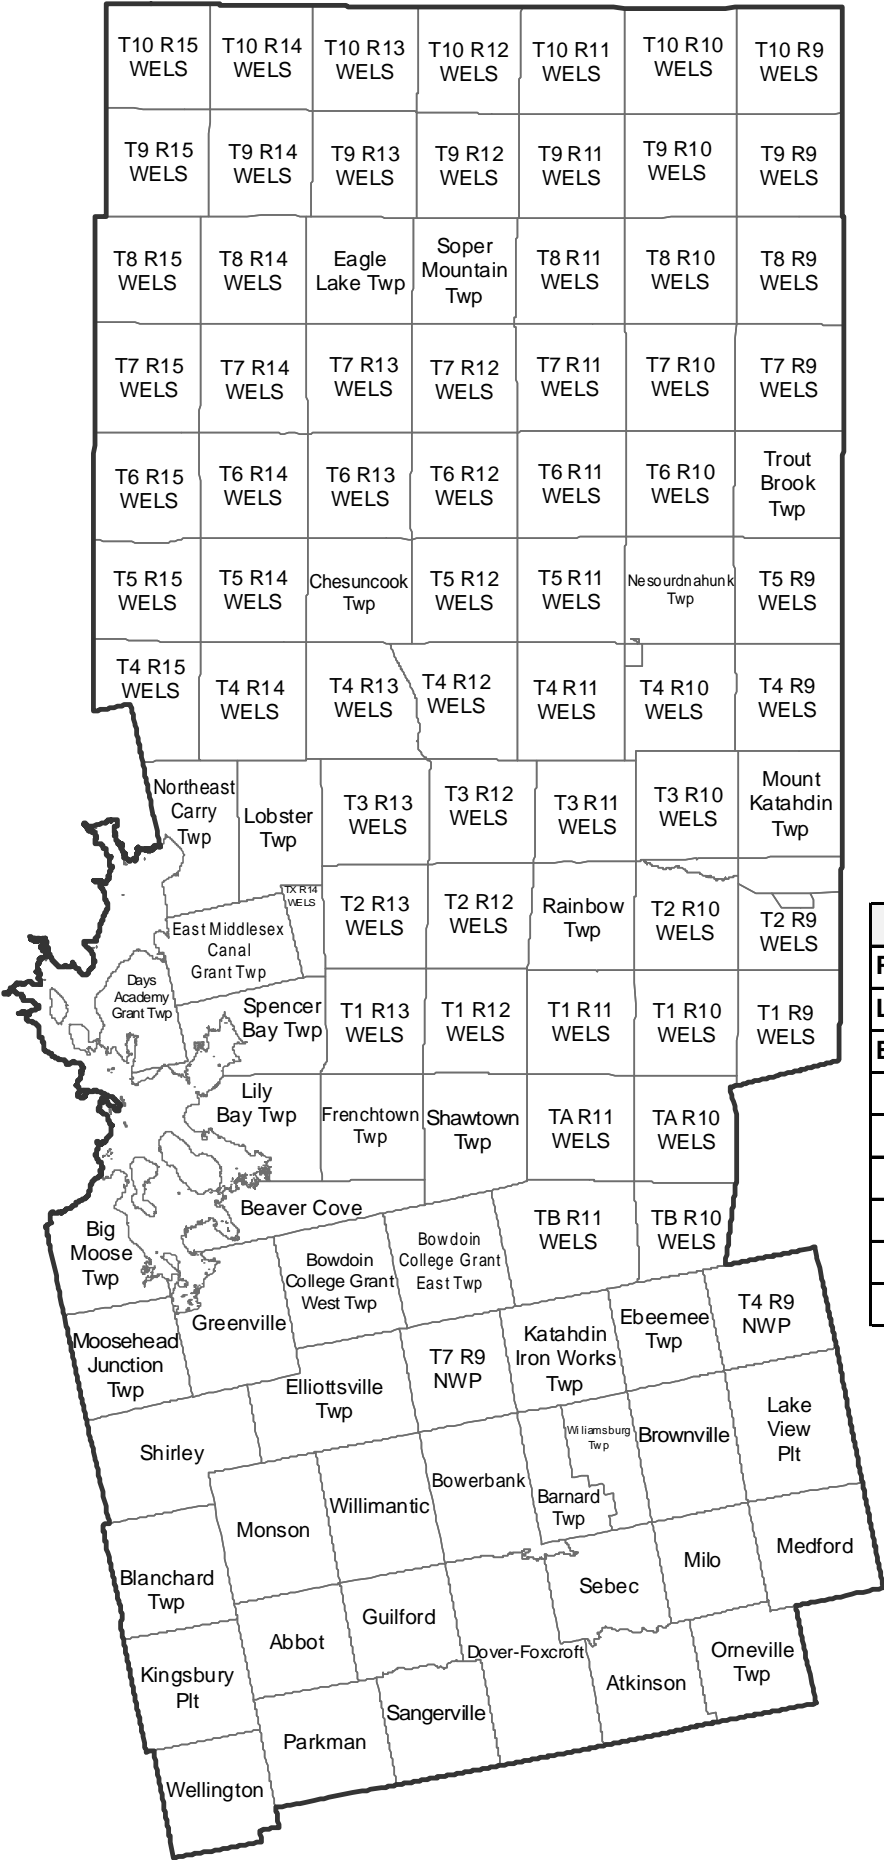 T10 R15
WELS
T10 R14
WELS
T10 R13
WELS
T10 R12
WELS
T10 R11
WELS
T10 R10
WELS
T10 R9
WELS
T9 R15
WELS
T9 R14
WELS
T9 R13
WELS
T9 R12
WELS
T9 R11
WELS
T9 R10
WELS
T9 R9
WELS
T8 R15
WELS
T8 R14
WELS
Eagle
Lake Twp
Soper
Mountain
Twp
T8 R11
WELS
T8 R10
WELS
T8 R9
WELS
T7 R15
WELS
T7 R14
WELS
T7 R13
WELS
T7 R12
WELS
T7 R11
WELS
T7 R10
WELS
T7 R9
WELS
T6 R15
WELS
T6 R14
WELS
T6 R13
WELS
T6 R12
WELS
T6 R11
WELS
T6 R10
WELS
Trout
Brook
Twp
T5 R15
WELS
T5 R14
WELS
Chesuncook
Twp
T5 R12
WELS
T5 R11
WELS
Nesourdnahunk
Twp
T5 R9
WELS
T4 R15
WELS
T4 R14
WELS
T4 R13
WELS
T4 R12
WELS
T4 R11
WELS
T4 R10
WELS
T4 R9
WELS
Northeast
Carry
Twp
Lobster
Twp
T3 R13
WELS
T3 R12
WELS
T3 R11
WELS
T3 R10
WELS
Mount
Katahdin
Twp
TX R14
WELS
T2 R13
WELS
T2 R12
WELS
Rainbow
Twp
T2 R10
WELS
T2 R9
WELS
East Middlesex
Canal
Grant Twp
Days
Academy
Grant Twp
Spencer
Bay Twp
T1 R13
WELS
T1 R12
WELS
T1 R11
WELS
T1 R10
WELS
T1 R9
WELS
Lily
Bay Twp
Frenchtown
Twp
Shawtown
Twp
TA R11
WELS
TA R10
WELS
Beaver Cove
Big
Moose
Twp
Bowdoin
College Grant
West Twp
Bowdoin
College Grant
East Twp
TB R11
WELS
TB R10
WELS
Greenville
Moosehead
Junction
Twp
Elliottsville
Twp
T7 R9
NWP
Katahdin
Iron Works
Twp
Ebeemee
Twp
T4 R9
NWP
Shirley
Bowerbank
Williamsburg
Twp
Brownville
Lake
View
Plt
Monson
Willimantic
Barnard
Twp
Blanchard
Twp
Abbot
Guilford
Sebec
Milo
Medford
Kingsbury
Plt
Sangerville
Dover-Foxcroft
Atkinson
Orneville
Twp
Parkman
Wellington